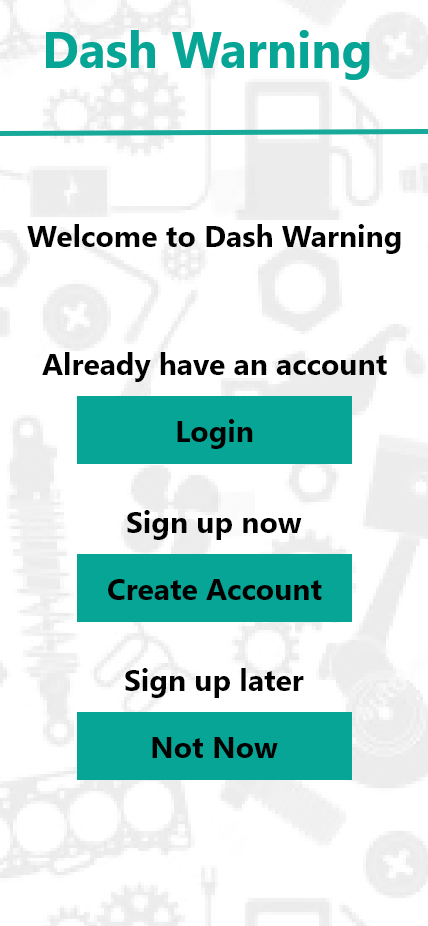 Dash Warning
Welcome to Dash Warning
Already have an account
Login
Sign up now
Create Account
Sign up later
Not Now